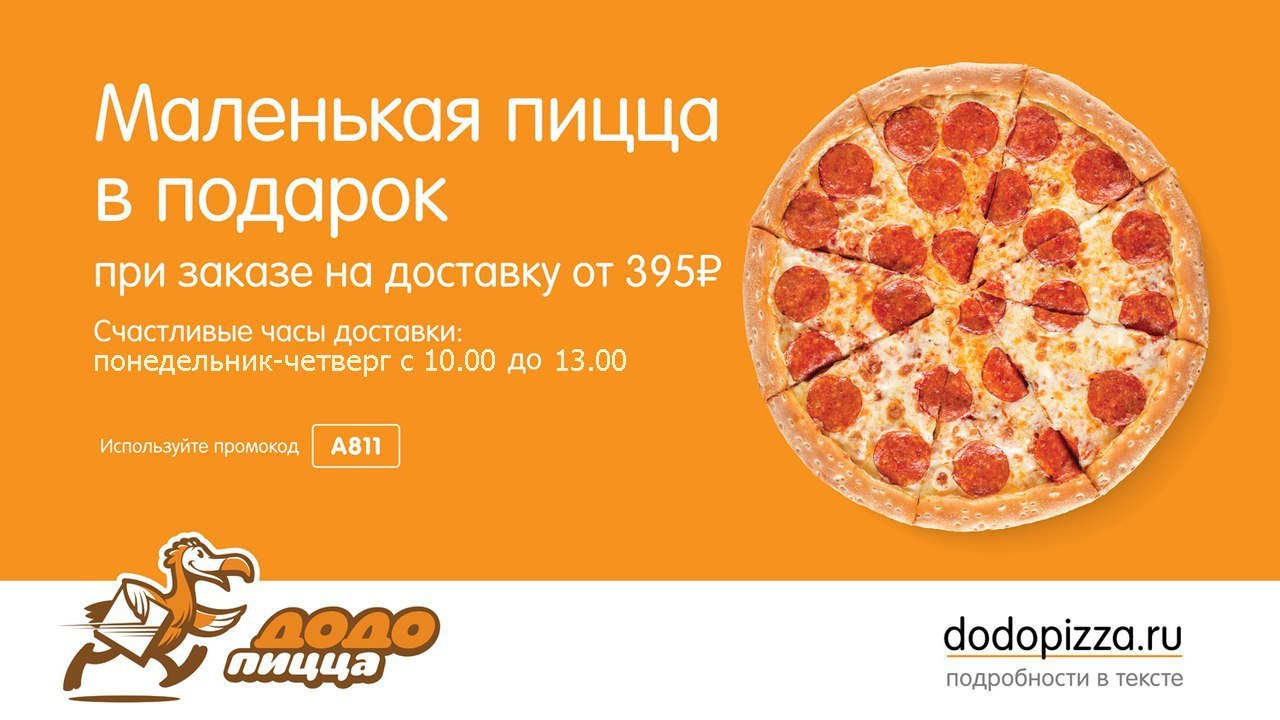 Маленькая пицца
в подарок
при заказе на доставку от 395₽
Счастливые часы доставки:
понедельник-четверг с 10.00 до 13.00
Используйте промокод A811
ДОДО
пицца
dodopizza.ru
подробности в тексте